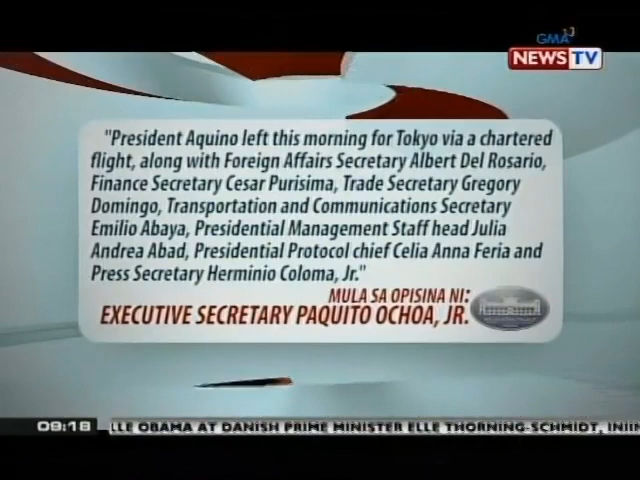 GMA
NEWS TV
"President Aquino left this morning for Tokyo via a chartered
flight, along with Foreign Affairs Secretary Albert Del Rosario,
Finance Secretary Cesar Purisima, Trade Secretary Gregory
Domingo, Transportation and Communications Secretary
Emilio Abaya, Presidential Management Staff head Julia
Andrea Abad, Presidential Protocol chief Celia Anna Feria and
Press Secretary Herminio Coloma, Jr."
MULA SA OPISINA NI:
EXECUTIVE SECRETARY PAQUITO OCHOA, JR.
09:18
LLE OBAMA AT DANISH PRIME MINISTER ELLE THORNING-SCHMIDT, INIIN